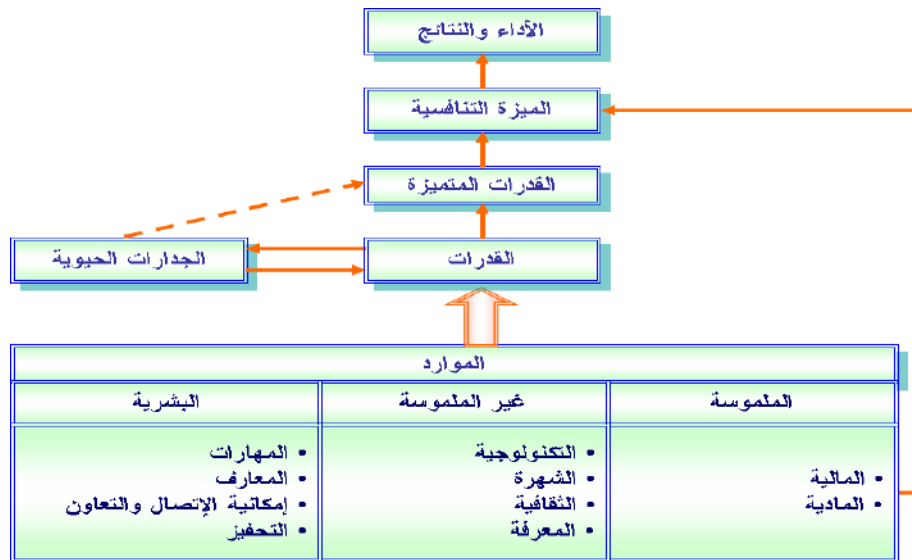 الأداء والنتائج
الميزة التنافسية
القدرات المتميزة
القدرات
الجدارات الحيوية
الموارد
الملموسة
غير الملموسة
البشرية
• المالية
• المادية
• التكنولوجية
• الشهرة
• الثقافية
• المعرفة
• المهارات
• المعارف
• إمكانية الإتصال والتعاون
• التحفيز